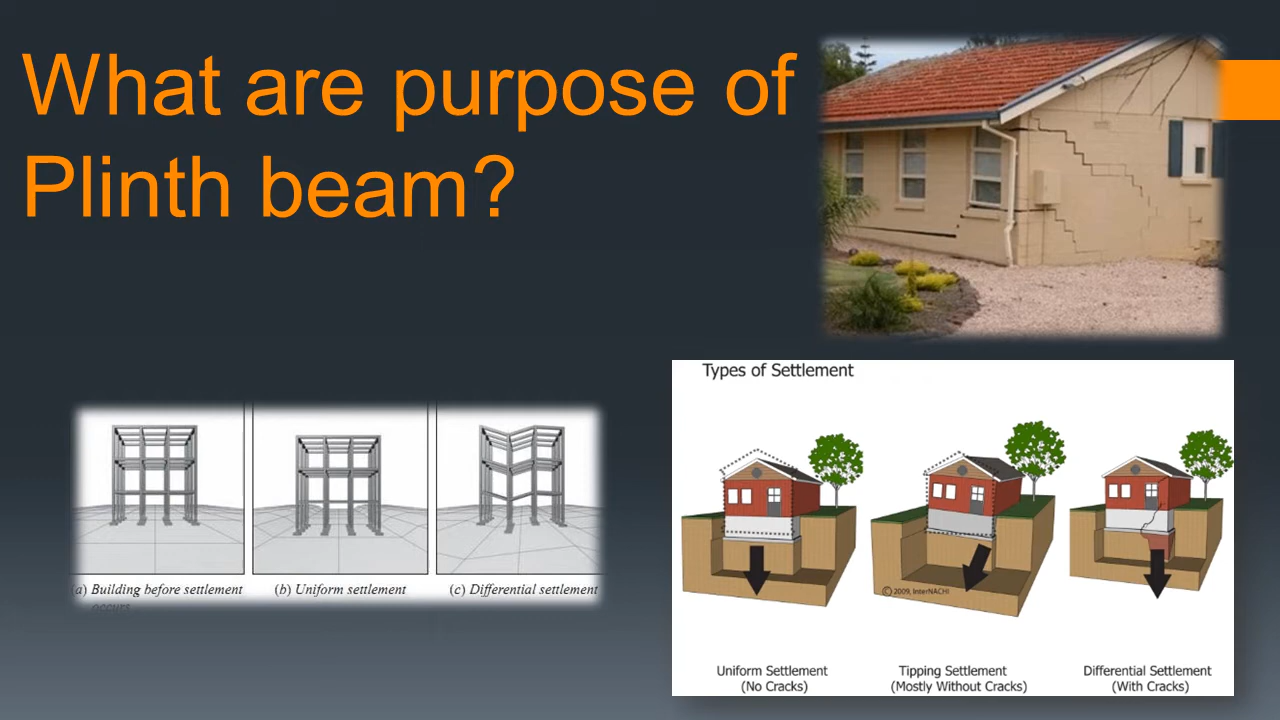 What are purpose of
Plinth beam?
Types of Settlement
(a) Building before settlement
occurs
(b) Uniform settlement
(c) Differential settlement
© 2009, InterNACHI
Uniform Settlement
(No Cracks)
Tipping Settlement
(Mostly Without Cracks)
Differential Settlement
(With Cracks)